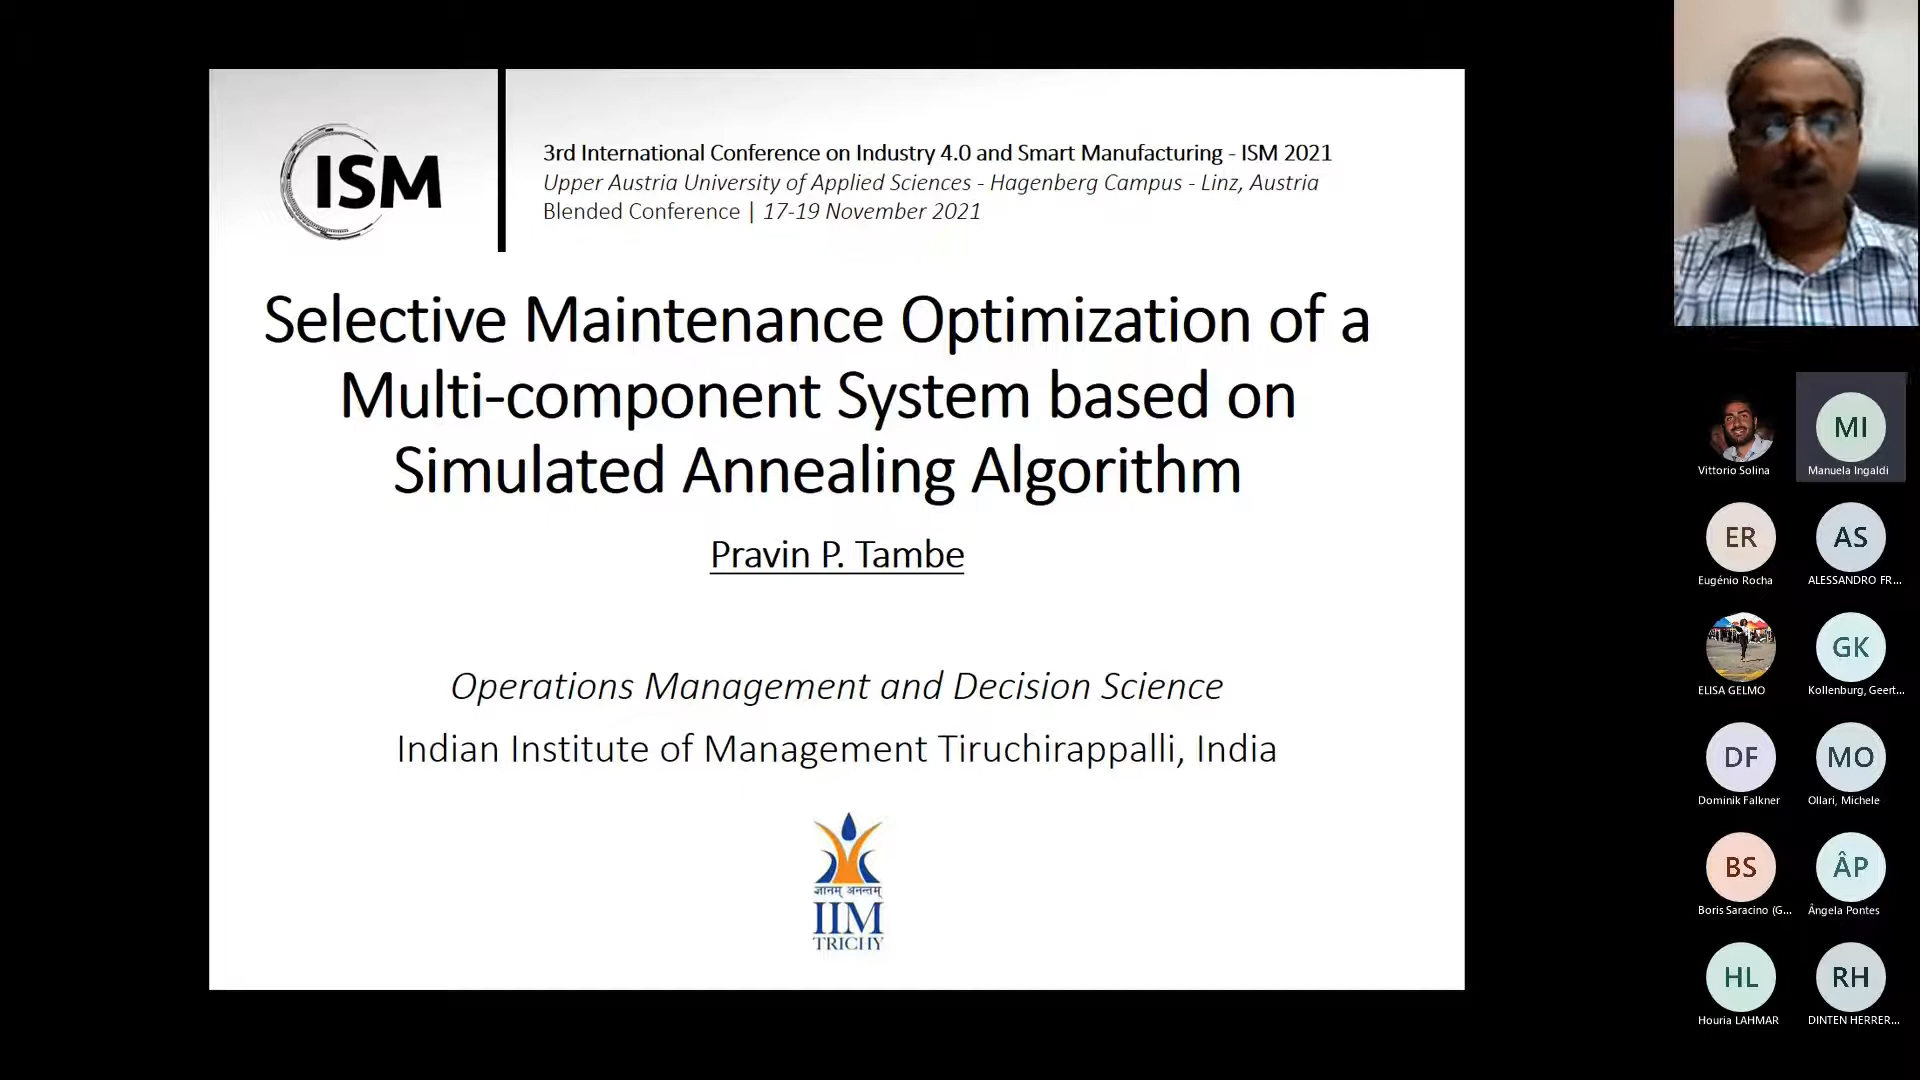 ISM
3rd International Conference on Industry 4.0 and Smart Manufacturing - ISM 2021
Upper Austria University of Applied Sciences - Hagenberg Campus - Linz, Austria
Blended Conference | 17-19 November 2021
Selective Maintenance Optimization of a
Multi-component System based on
Simulated Annealing Algorithm
Pravin P. Tambe
Operations Management and Decision Science
Indian Institute of Management Tiruchirappalli, India
ज्ञानम् अनन्तम्
IIM
TRICHY
MI
Vittorio Solina
Manuela Ingaldi
ER
AS
Eugénio Rocha
ALESSANDRO FR...
GK
ELISA GELMO
Kollenburg, Geert...
DF
MO
Dominik Falkner
Ollari, Michele
BS
ÂP
Boris Saracino (G...
Ângela Pontes
HL
RH
Houria LAHMAR
DINTEN HERRER...